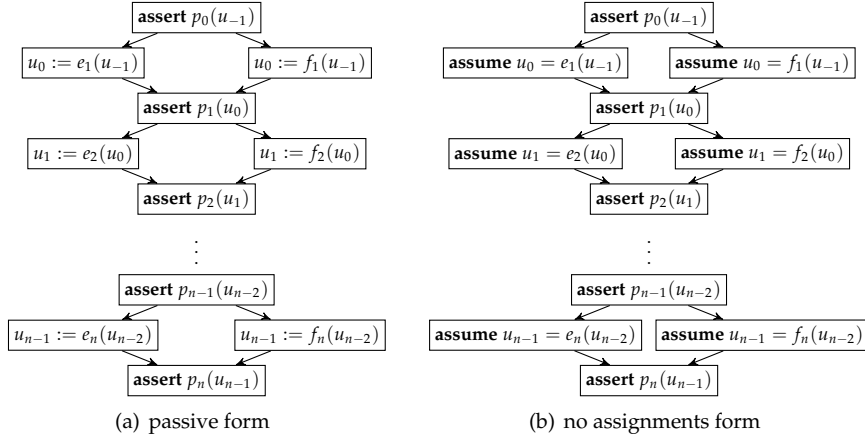 assert p₀(u₋₁)
u₀ := e₁(u₋₁)
u₀ := f₁(u₋₁)
assert p₁(u₀)
u₁ := e₂(u₀)
u₁ := f₂(u₀)
assert p₂(u₁)
⋮
assert pₙ₋₁(uₙ₋₂)
uₙ₋₁ := eₙ(uₙ₋₂)
uₙ₋₁ := fₙ(uₙ₋₂)
assert pₙ(uₙ₋₁)
(a) passive form
assert p₀(u₋₁)
assume u₀ = e₁(u₋₁)
assume u₀ = f₁(u₋₁)
assert p₁(u₀)
assume u₁ = e₂(u₀)
assume u₁ = f₂(u₀)
assert p₂(u₁)
⋮
assert pₙ₋₁(uₙ₋₂)
assume uₙ₋₁ = eₙ(uₙ₋₂)
assume uₙ₋₁ = fₙ(uₙ₋₂)
assert pₙ(uₙ₋₁)
(b) no assignments form